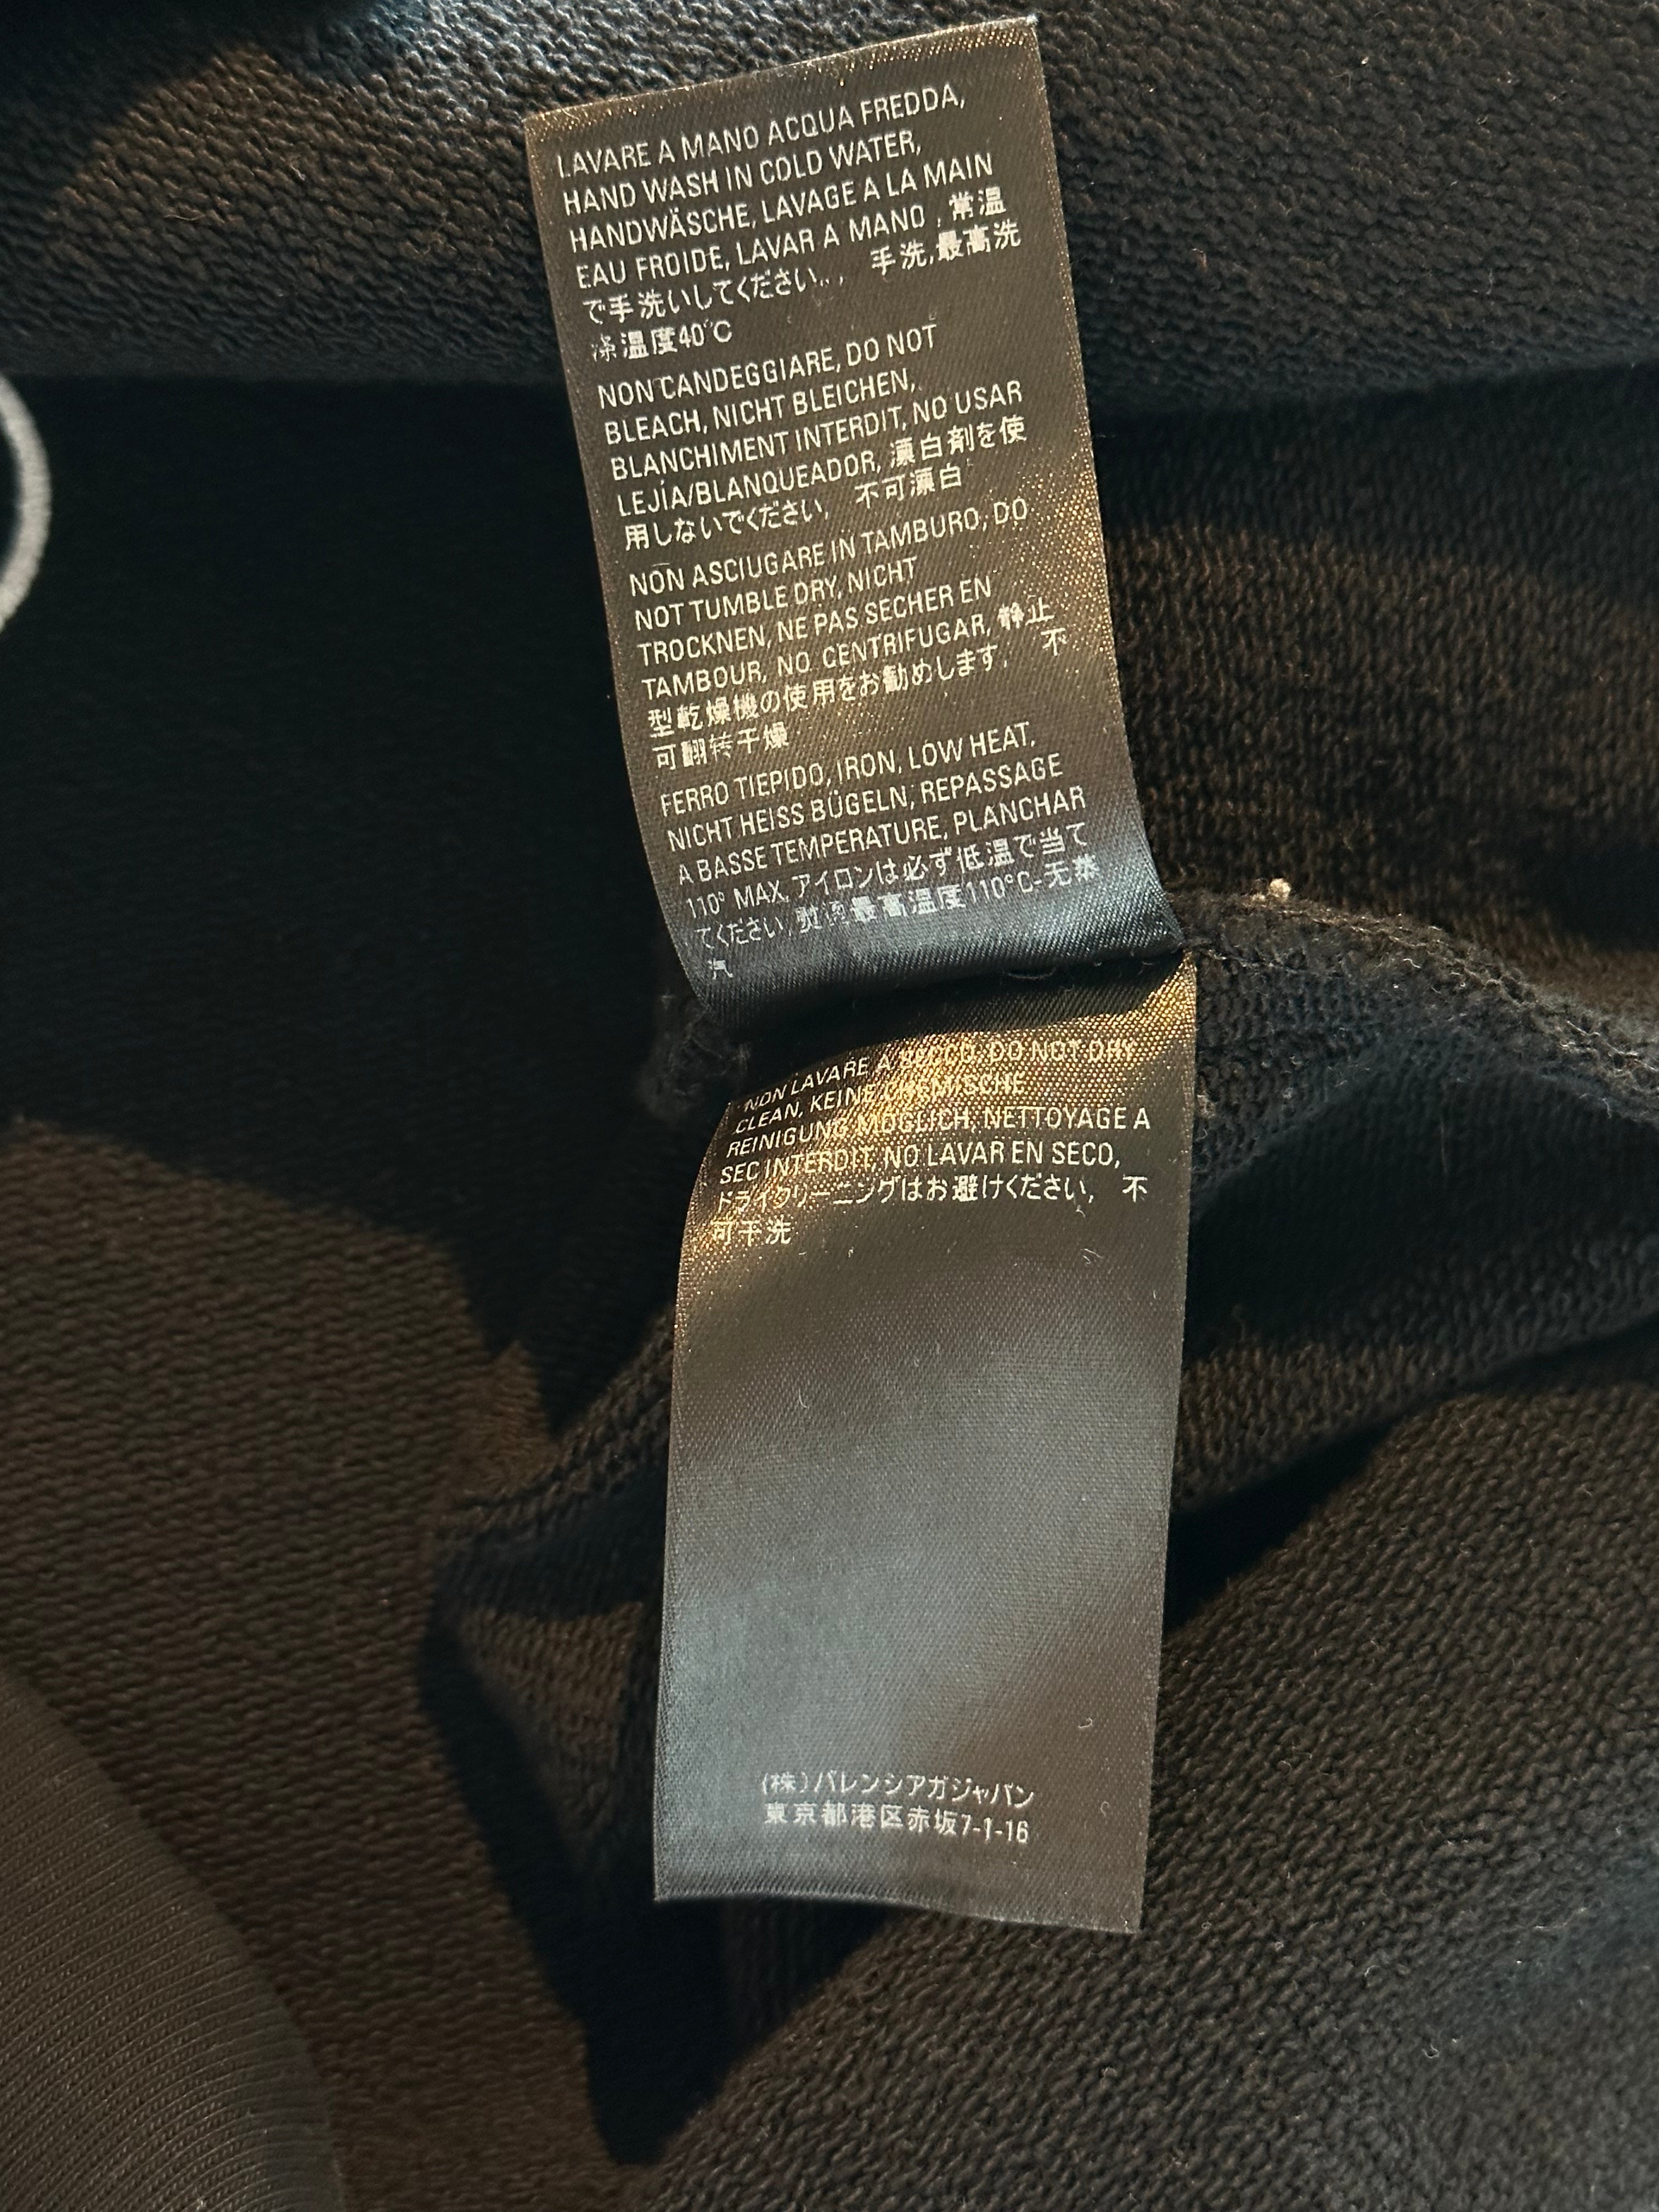 LAVARE A MANO ACQUA FREDDA,
HAND WASH IN COLD WATER,
HANDWÄSCHE, LAVAGE A LA MAIN
EAU FROIDE, LAVAR A MANO , 常温
で手洗いしてください. , 手洗,最高洗
涤温度40℃
NON CANDEGGIARE, DO NOT
BLEACH, NICHT BLEICHEN,
BLANCHIMENT INTERDIT, NO USAR
LEJÍA/BLANQUEADOR, 漂白剤を使
用しないでください, 不可漂白
NON ASCIUGARE IN TAMBURO, DO
NOT TUMBLE DRY, NICHT
TROCKNEN, NE PAS SECHER EN
TAMBOUR, NO CENTRIFUGAR, 静止
型乾燥機の使用をお勧めします, 不
可翻转干燥
FERRO TIEPIDO, IRON, LOW HEAT,
NICHT HEISS BÜGELN, REPASSAGE
A BASSE TEMPERATURE, PLANCHAR
110° MAX, アイロンは必ず低温で当て
てください, 熨烫最高温度110°C-无蒸
汽
NON LAVARE A SECCO, DO NOT DRY
CLEAN, KEINE CHEMISCHE
REINIGUNG MÖGLICH, NETTOYAGE A
SEC INTERDIT, NO LAVAR EN SECO,
ドライクリーニングはお避けください, 不
可干洗
(株)バレンシアガジャパン
東京都港区赤坂7-1-16